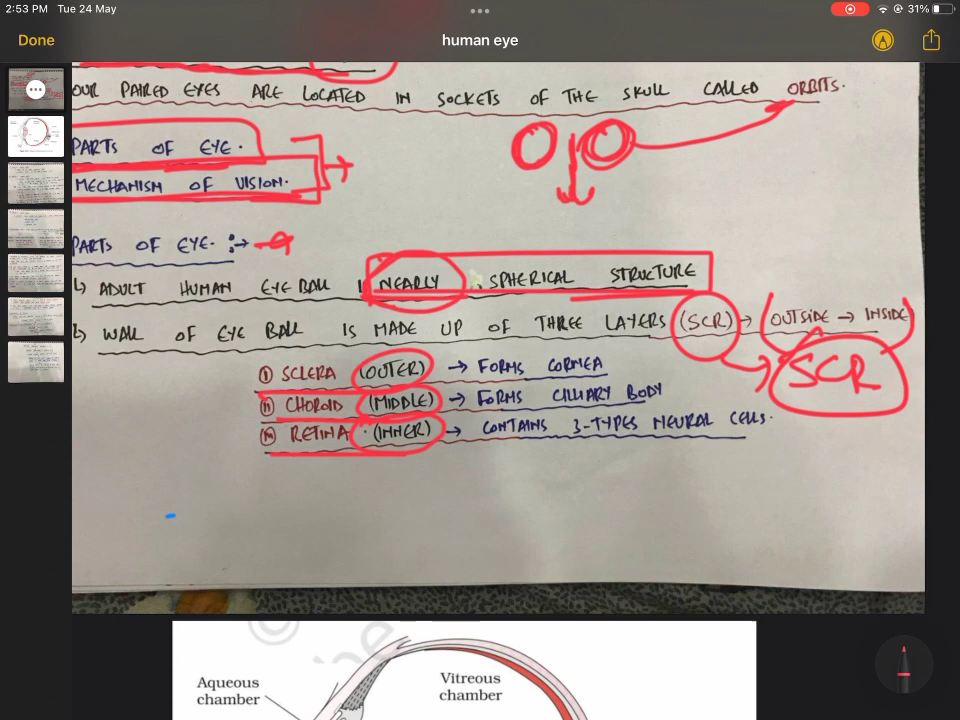 2:53 PM Tue 24 May
31%
Done
human eye
OUR PAIRED EYES ARE LOCATED IN SOCKETS OF THE SKULL CALLED ORBITS.
PARTS OF EYE.
MECHANISM OF VISION.
PARTS OF EYE. :→
ADULT HUMAN EYE BALL NEARLY SPHERICAL STRUCTURE
WALL OF EYE BALL IS MADE UP OF THREE LAYERS (SCR) → (OUTSIDE → INSIDE)
SCR
(I) SCLERA (OUTER) → FORMS CORNEA
(II) CHOROID (MIDDLE) → FORMS CILLIARY BODY
(III) RETINA (INNER) → CONTAINS 3-TYPES NEURAL CELLS.
Aqueous
chamber
Vitreous
chamber